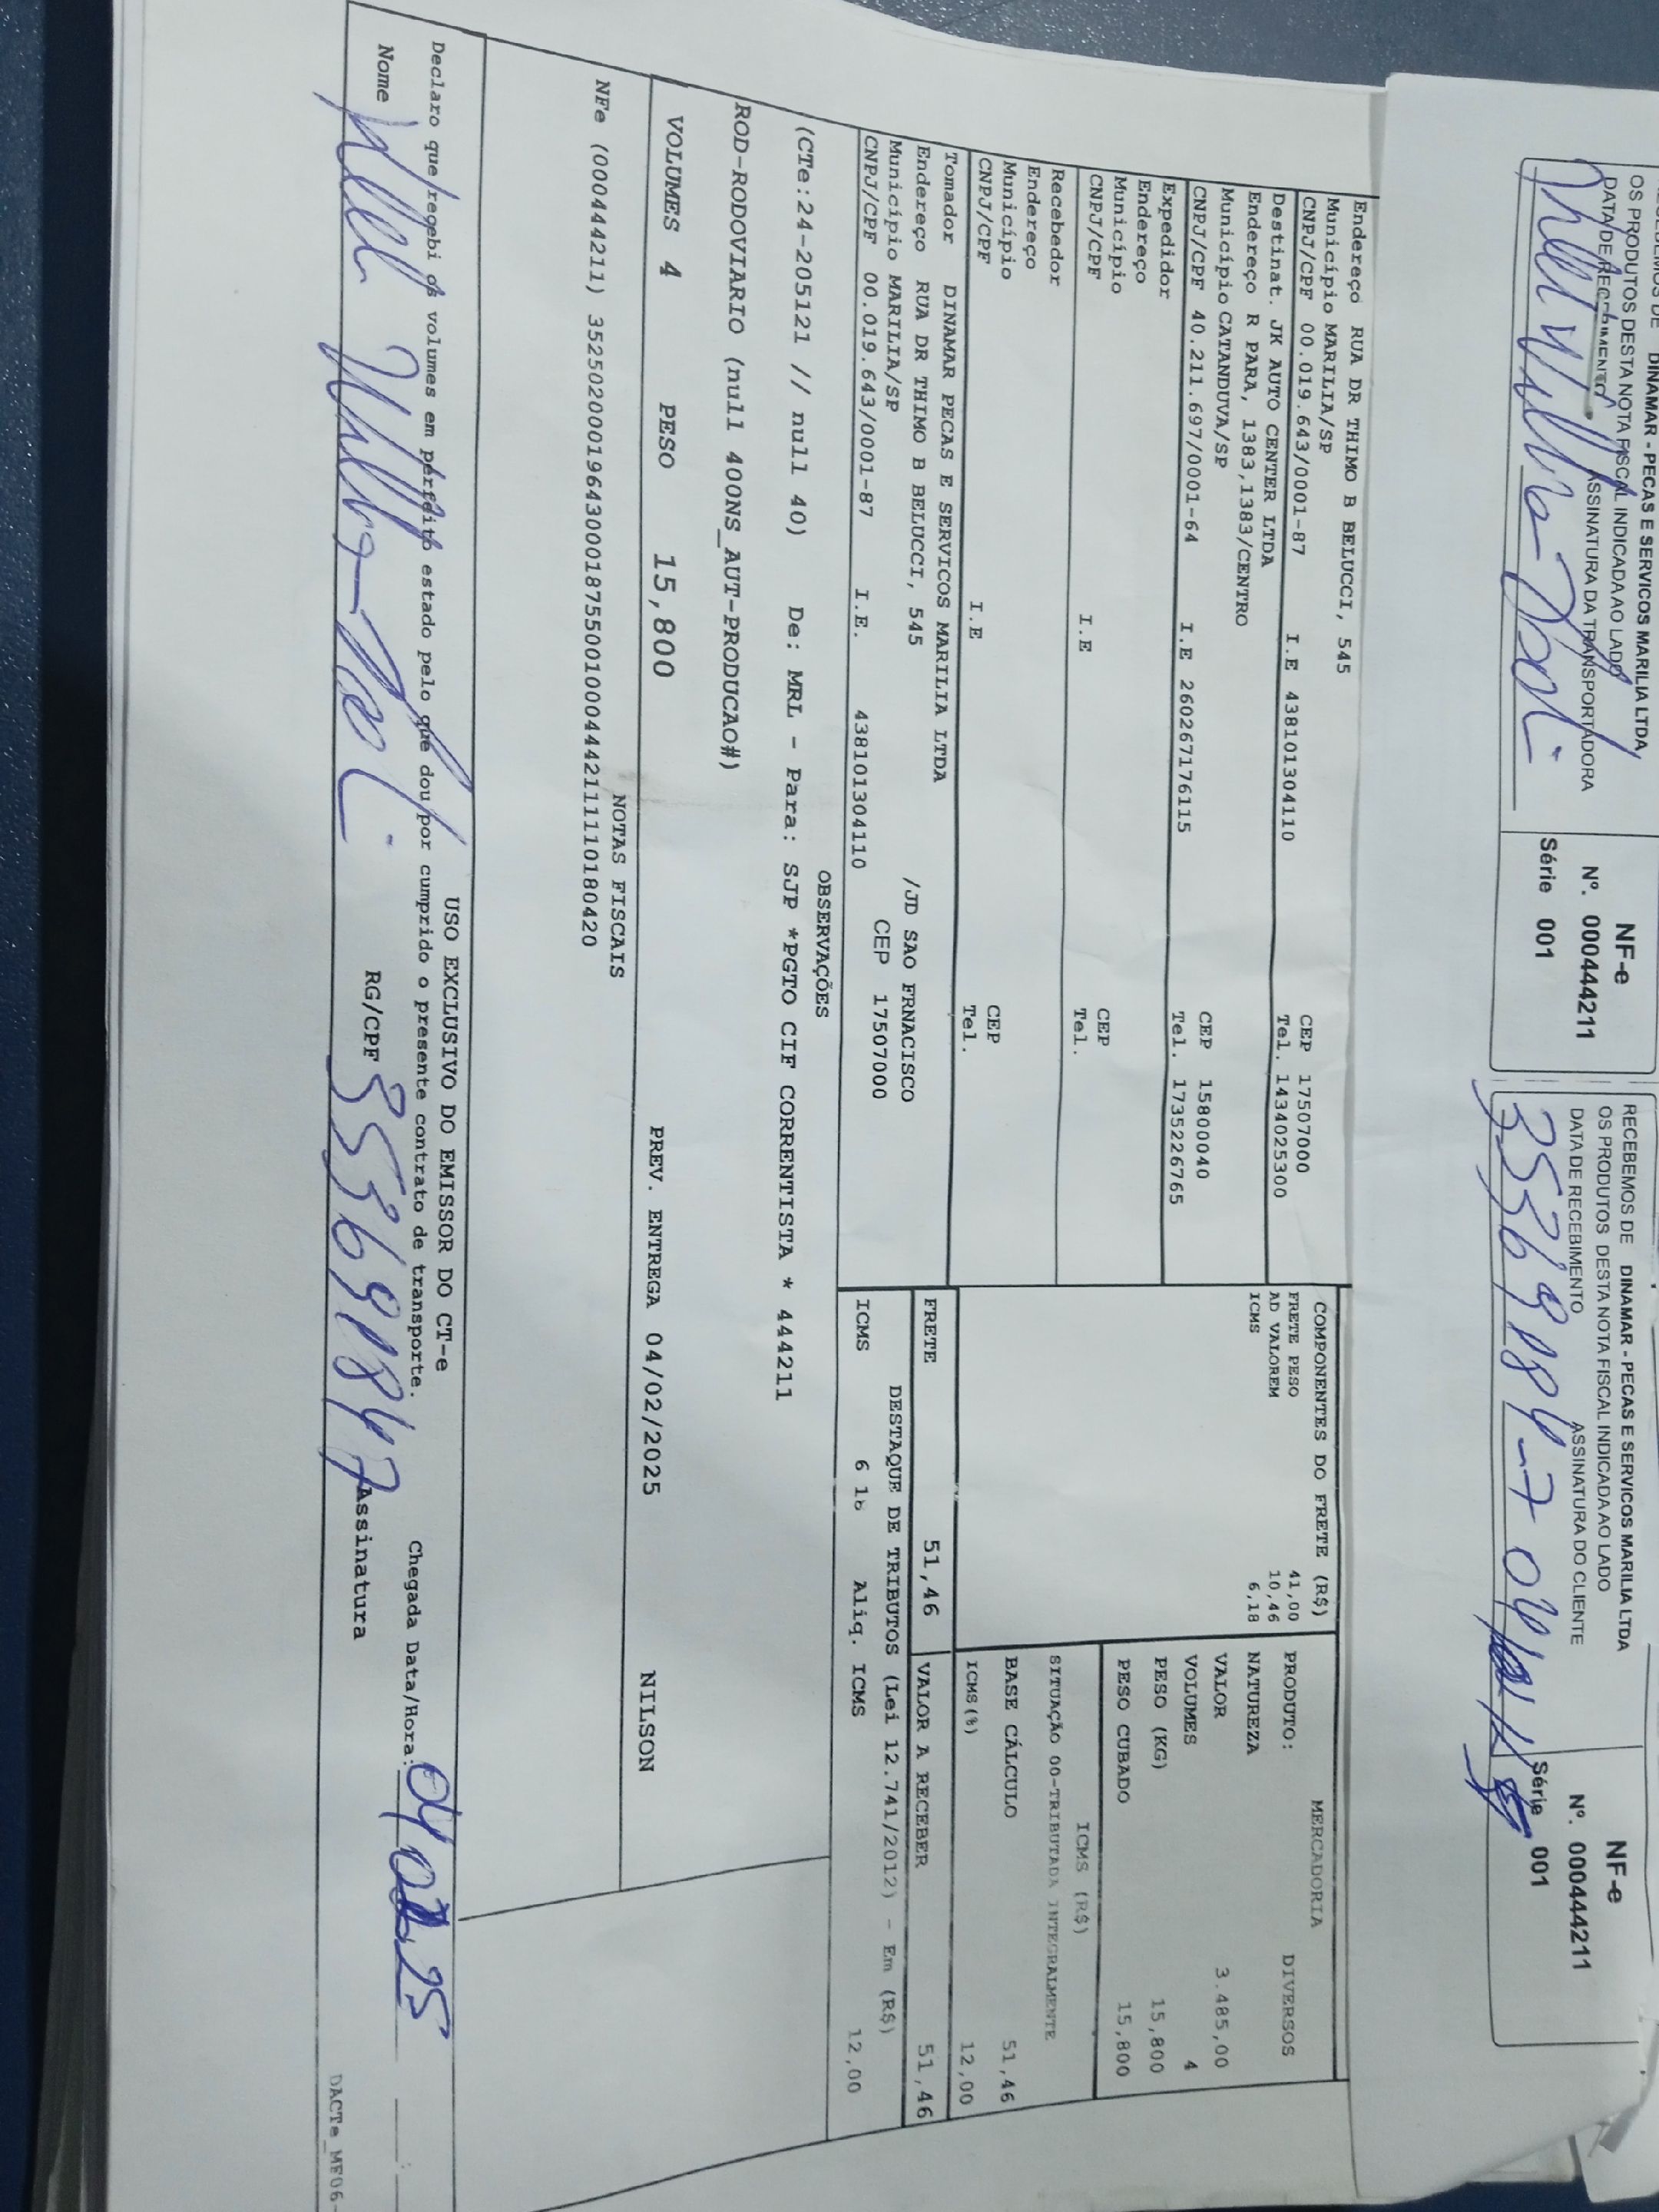 DINAMAR - PECAS E SERVICOS MARILIA LTDA,
OS PRODUTOS DESTA NOTA FISCAL INDICADA AO LADO
DATA DE RECEBIMENTO ASSINATURA DA TRANSPORTADORA
NF-e
Nº. 000444211
Série 001
RECEBEMOS DE DINAMAR - PECAS E SERVICOS MARILIA LTDA
OS PRODUTOS DESTA NOTA FISCAL INDICADA AO LADO
DATA DE RECEBIMENTO ASSINATURA DO CLIENTE
NF-e
Nº. 000444211
Série 001
Endereço RUA DR THIMO B BELUCCI, 545
Município MARILIA/SP CEP 17507000
CNPJ/CPF 00.019.643/0001-87 I.E 438101304110 Tel. 1434025300
Destinat. JK AUTO CENTER LTDA
Endereço R PARA, 1383,1383/CENTRO
Município CATANDUVA/SP CEP 15800040
CNPJ/CPF 40.211.697/0001-64 I.E 260267176115 Tel. 1735226765
Expedidor
Endereço
Município CEP
CNPJ/CPF I.E Tel.
Recebedor
Endereço
Município CEP
CNPJ/CPF I.E Tel.
Tomador DINAMAR PECAS E SERVICOS MARILIA LTDA
Endereço RUA DR THIMO B BELUCCI, 545 /JD SAO FRNACISCO
Município MARILIA/SP CEP 17507000
CNPJ/CPF 00.019.643/0001-87 I.E. 438101304110
COMPONENTES DO FRETE (R$)
FRETE PESO 41,00
AD VALOREM 10,46
ICMS 6,18
MERCADORIA
PRODUTO: DIVERSOS
NATUREZA
VALOR 3.485,00
VOLUMES 4
PESO (KG) 15,800
PESO CUBADO 15,800
ICMS (R$)
SITUAÇÃO 00-TRIBUTADA INTEGRALMENTE
BASE CÁLCULO 51,46
ICMS(%) 12,00
FRETE 51,46 VALOR A RECEBER 51,46
DESTAQUE DE TRIBUTOS (Lei 12.741/2012) - Em (R$)
ICMS 6 Aliq. ICMS 12,00
OBSERVAÇÕES
(CTe:24-205121 // null 40) De: MRL - Para: SJP *PGTO CIF CORRENTISTA * 444211
ROD-RODOVIARIO (null 400NS_AUT-PRODUCAO#)
VOLUMES 4 PESO 15,800 PREV. ENTREGA 04/02/2025 NILSON
NOTAS FISCAIS
NFe (000444211) 35250200019643000187550010004442111110180420
USO EXCLUSIVO DO EMISSOR DO CT-e
Declaro que recebi os volumes em perfeito estado pelo que dou por cumprido o presente contrato de transporte. Chegada Data/Hora:
Nome RG/CPF Assinatura